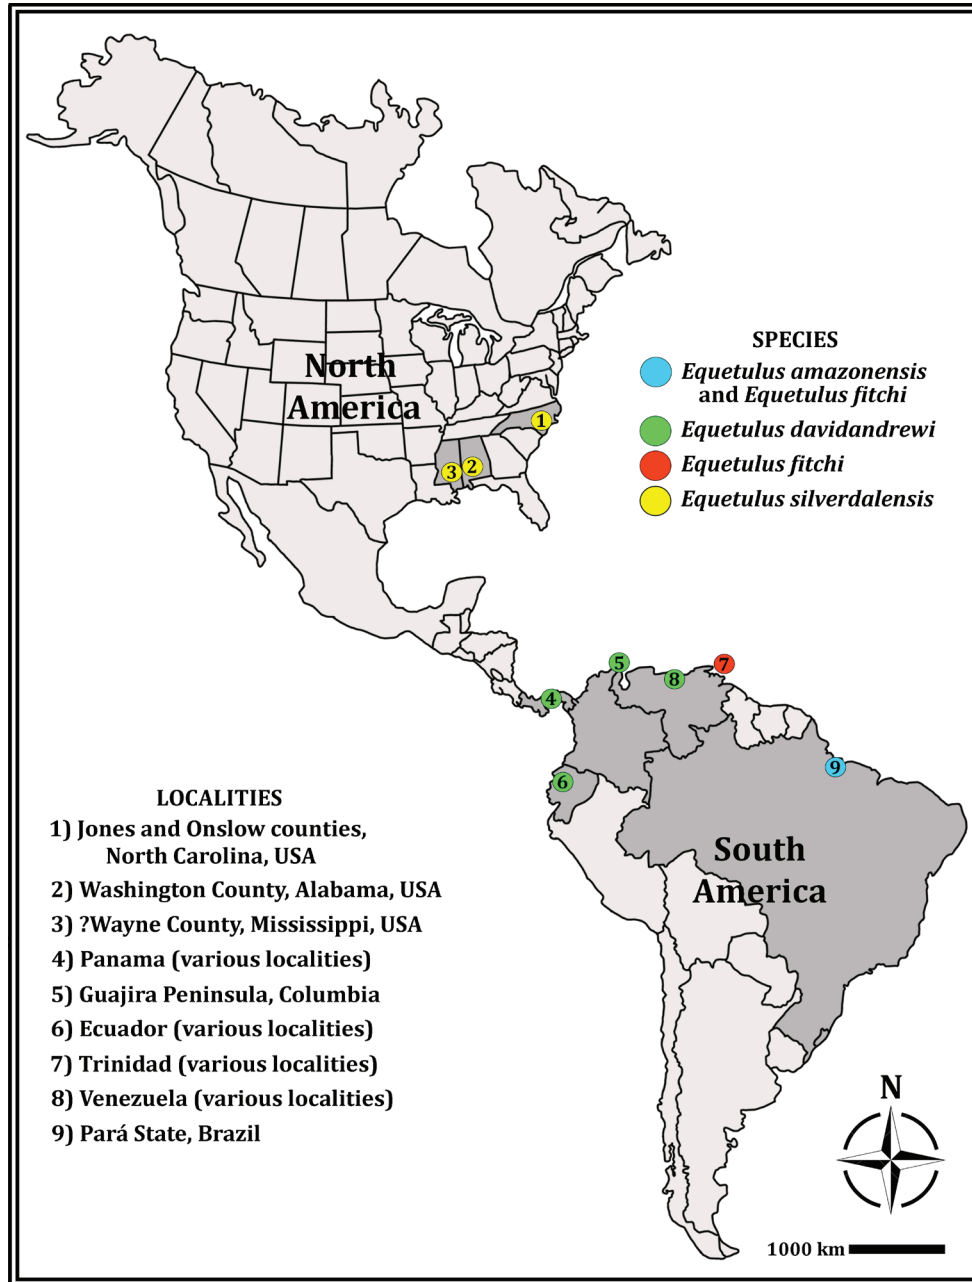 North
America
SPECIES
Equetulus amazonensis
and Equetulus fitchi
Equetulus davidandrewi
Equetulus fitchi
Equetulus silverdalensis
1
2
3
5
7
8
4
9
6
South
America
LOCALITIES
1) Jones and Onslow counties,
North Carolina, USA
2) Washington County, Alabama, USA
3) ?Wayne County, Mississippi, USA
4) Panama (various localities)
5) Guajira Peninsula, Columbia
6) Ecuador (various localities)
7) Trinidad (various localities)
8) Venezuela (various localities)
9) Pará State, Brazil
N
1000 km